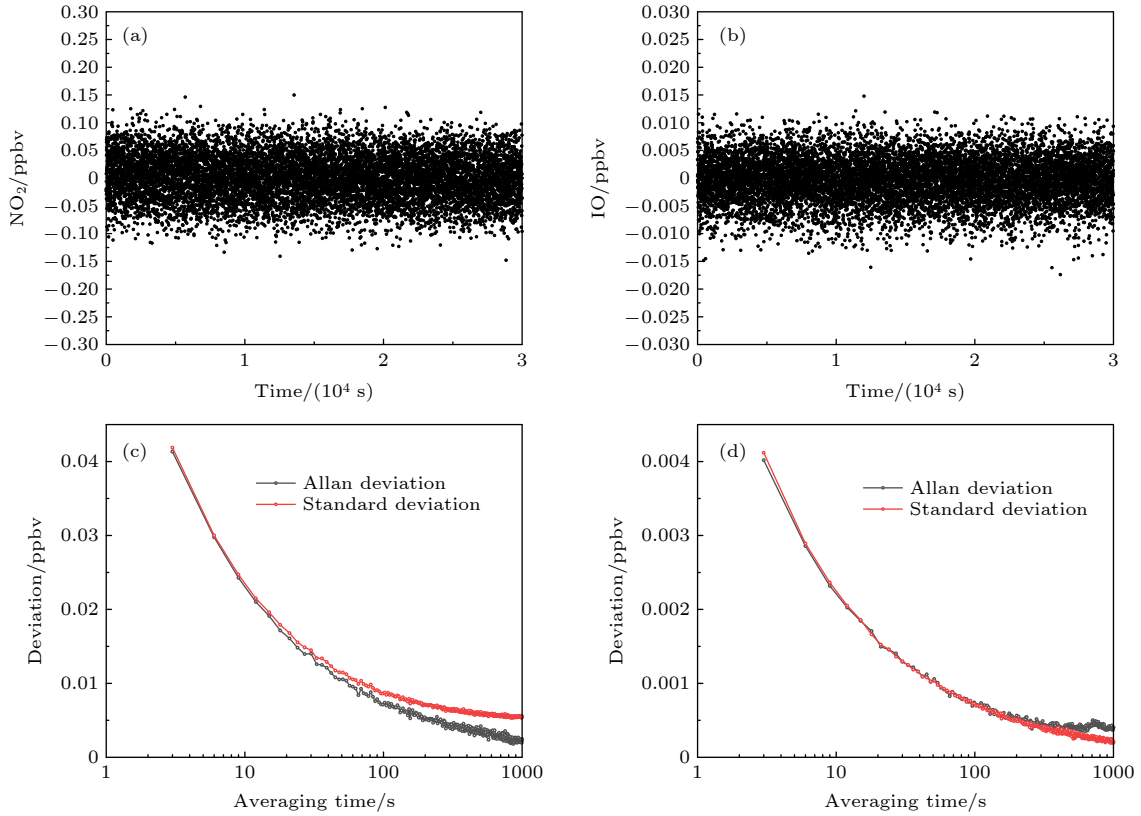 (a)
NO₂/ppbv
0.30
0.25
0.20
0.15
0.10
0.05
0
−0.05
−0.10
−0.15
−0.20
−0.25
−0.30
0 1 2 3
Time/(10⁴ s)
(b)
IO/ppbv
0.030
0.025
0.020
0.015
0.010
0.005
0
−0.005
−0.010
−0.015
−0.020
−0.025
−0.030
0 1 2 3
Time/(10⁴ s)
(c)
Deviation/ppbv
0.04
0.03
0.02
0.01
0
Allan deviation
Standard deviation
1 10 100 1000
Averaging time/s
(d)
Deviation/ppbv
0.004
0.003
0.002
0.001
0
Allan deviation
Standard deviation
1 10 100 1000
Averaging time/s